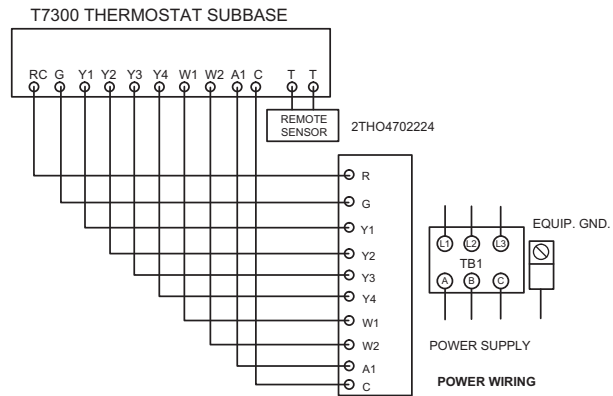 T7300 THERMOSTAT SUBBASE
RC G Y1 Y2 Y3 Y4 W1 W2 A1 C T T
REMOTE
SENSOR
2THO4702224
R
G
Y1
Y2
Y3
Y4
W1
W2
A1
C
L1 L2 L3
TB1
A B C
EQUIP. GND.
POWER SUPPLY
POWER WIRING